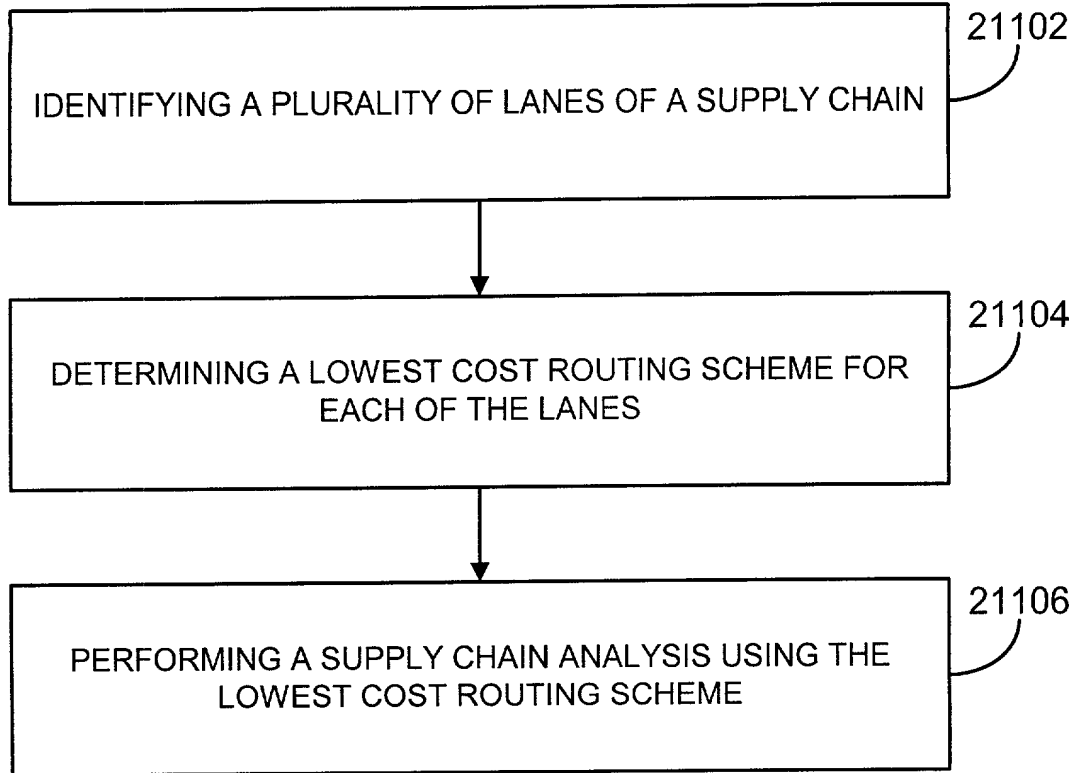 21102
IDENTIFYING A PLURALITY OF LANES OF A SUPPLY CHAIN
21104
DETERMINING A LOWEST COST ROUTING SCHEME FOR
EACH OF THE LANES
21106
PERFORMING A SUPPLY CHAIN ANALYSIS USING THE
LOWEST COST ROUTING SCHEME